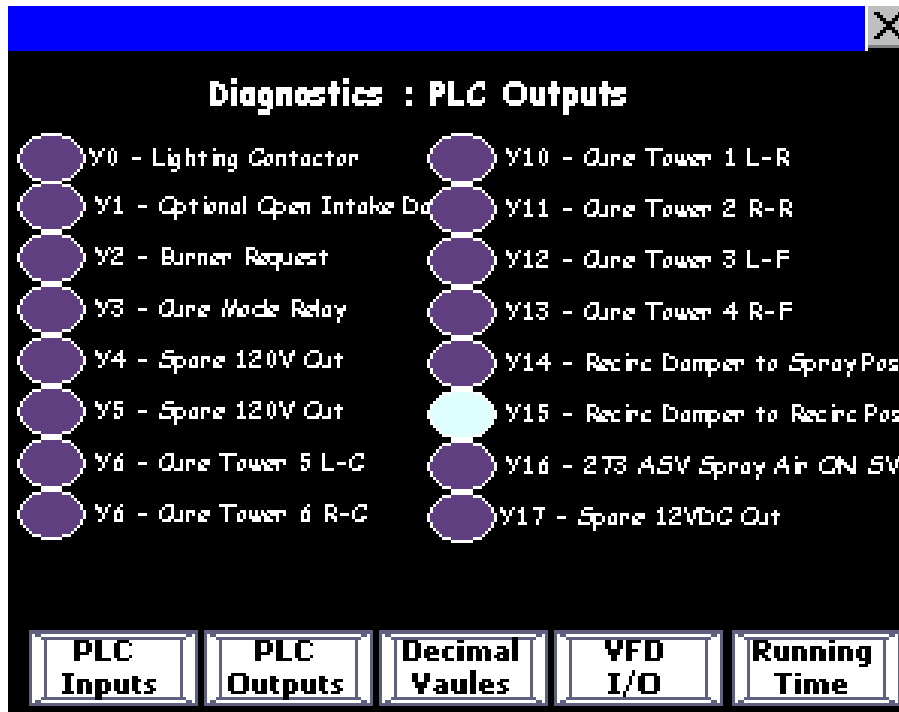 Diagnostics : PLC Outputs
Y0 - Lighting Contactor
Y1 - Optional Open Intake Da
Y2 - Burner Request
Y3 - Cure Mode Relay
Y4 - Spare 120V Out
Y5 - Spare 120V Out
Y6 - Cure Tower 5 L-C
Y6 - Cure Tower 6 R-C
Y10 - Cure Tower 1 L-R
Y11 - Cure Tower 2 R-R
Y12 - Cure Tower 3 L-F
Y13 - Cure Tower 4 R-F
Y14 - Recirc Damper to Spray Pos
Y15 - Recirc Damper to Recirc Pos
Y16 - 273 ASV Spray Air ON SV
Y17 - Spare 12VDC Out
PLC Inputs
PLC Outputs
Decimal Vaules
VFD I/O
Running Time